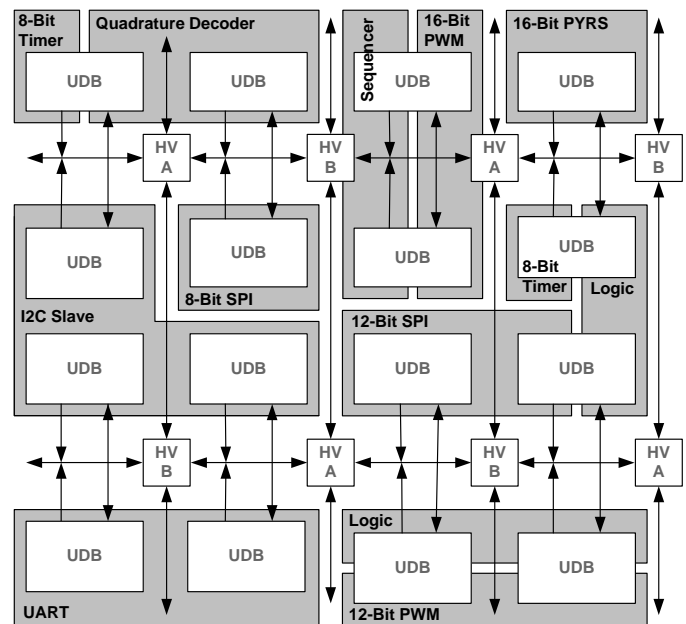 8-Bit
Timer
Quadrature Decoder
Sequencer
16-Bit
PWM
16-Bit PYRS
UDB
UDB
UDB
UDB
HV
A
HV
B
HV
A
HV
B
UDB
UDB
UDB
UDB
8-Bit SPI
8-Bit
Timer
Logic
I2C Slave
12-Bit SPI
UDB
UDB
UDB
UDB
HV
B
HV
A
HV
B
HV
A
Logic
UDB
UDB
UDB
UDB
UART
12-Bit PWM